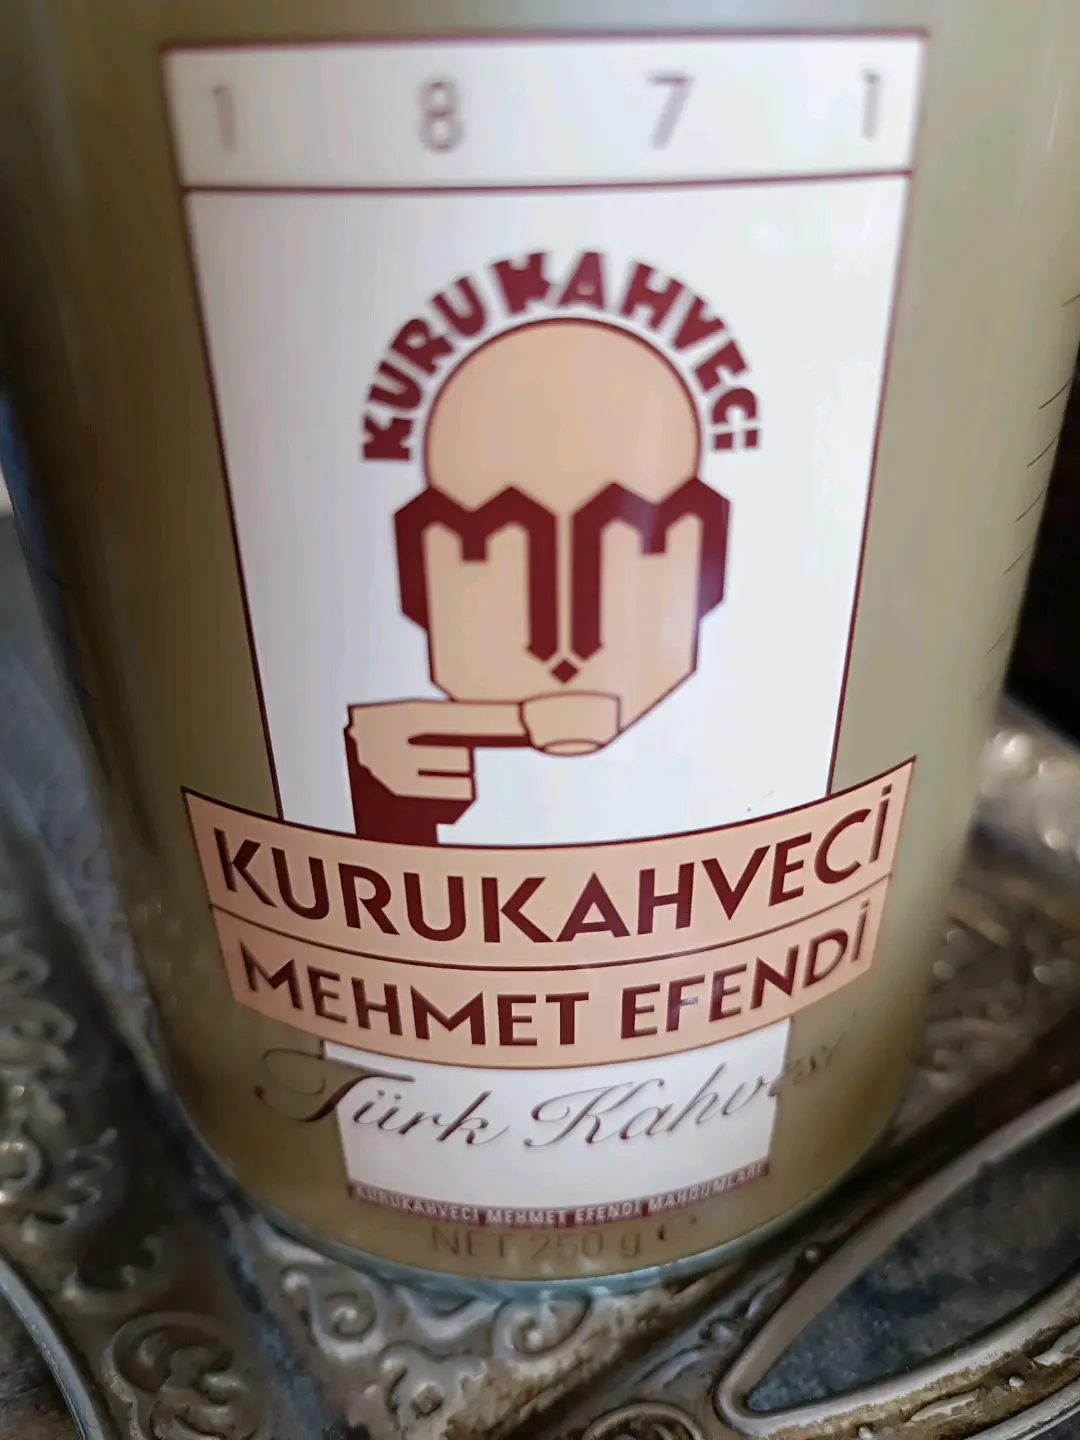 1 8 7 1
KURUKAHVECİ
KURUKAHVECİ
MEHMET EFENDİ
Türk Kahvesi
KURUKAHVECİ MEHMET EFENDİ MAHDUMLARI
NET 250 g ℮